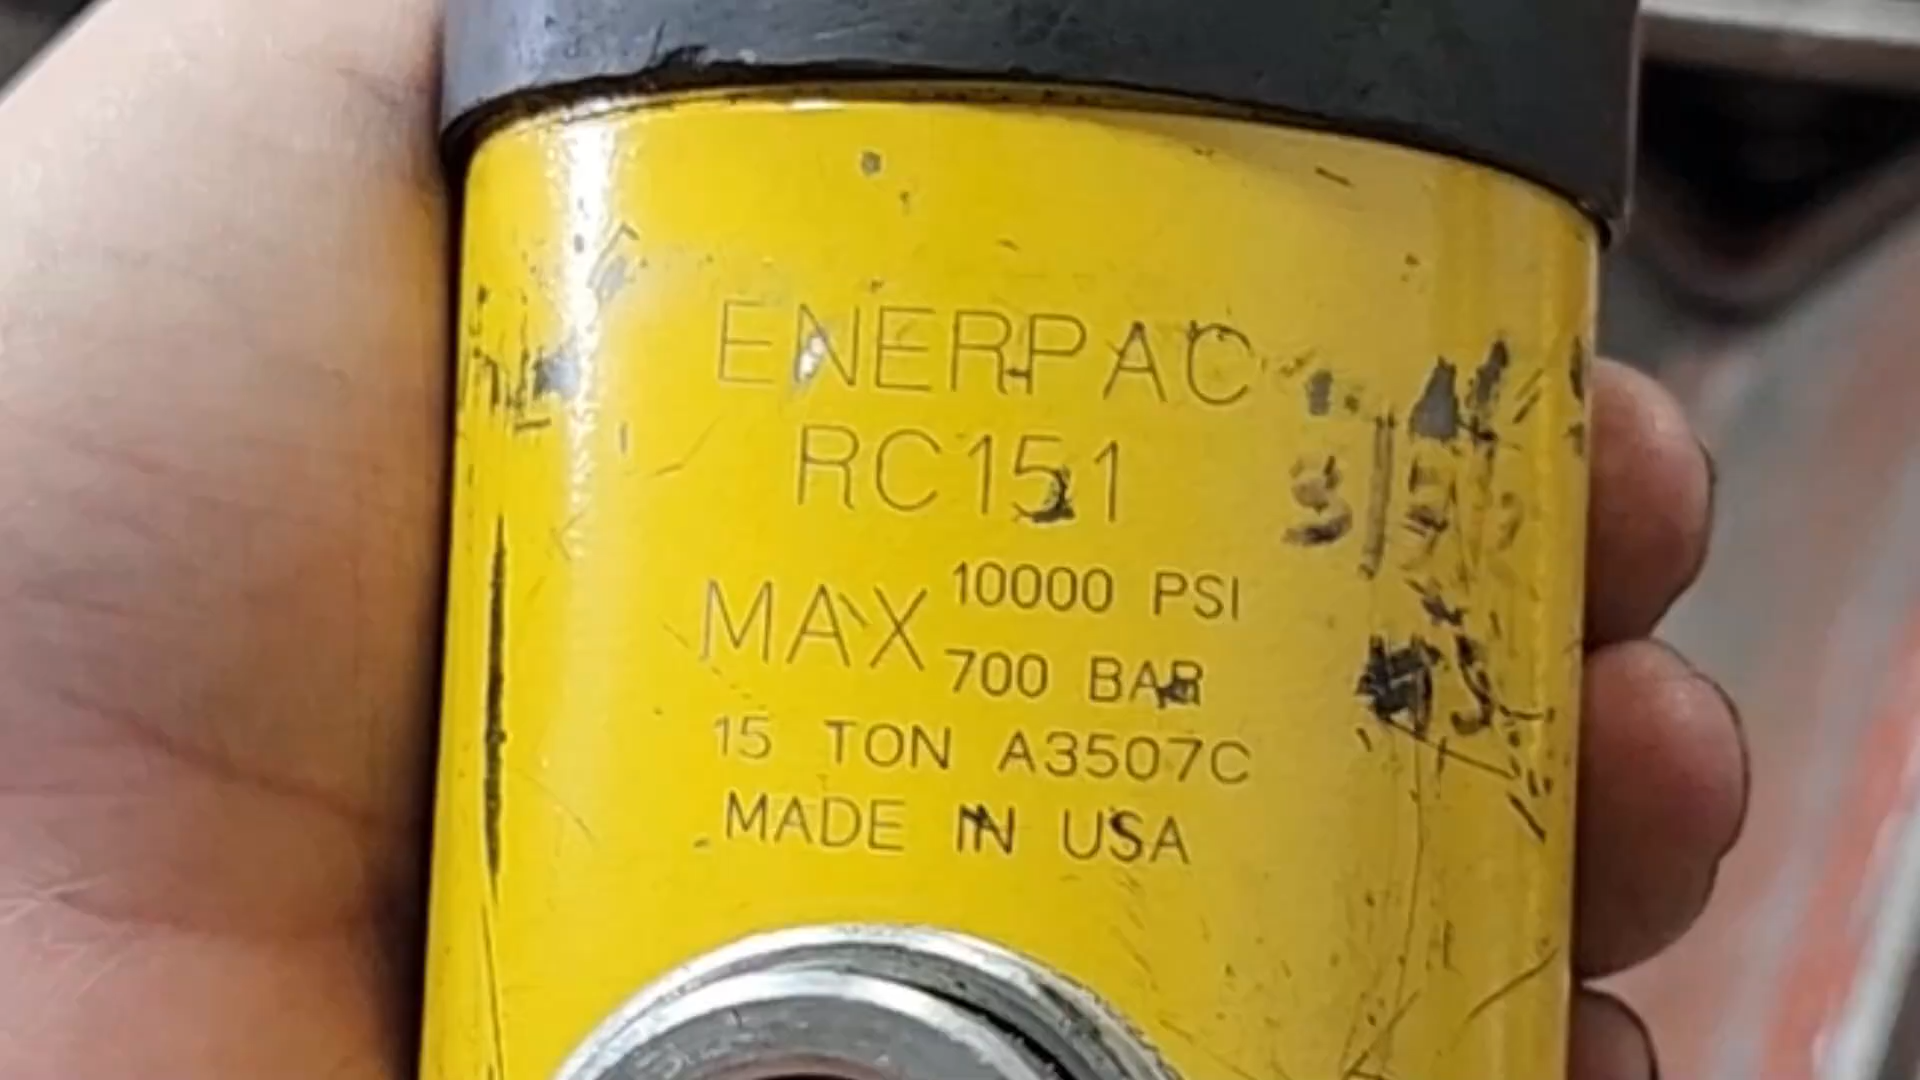 ENERPAC
RC151
MAX 10000 PSI
700 BAR
15 TON A3507C
MADE IN USA